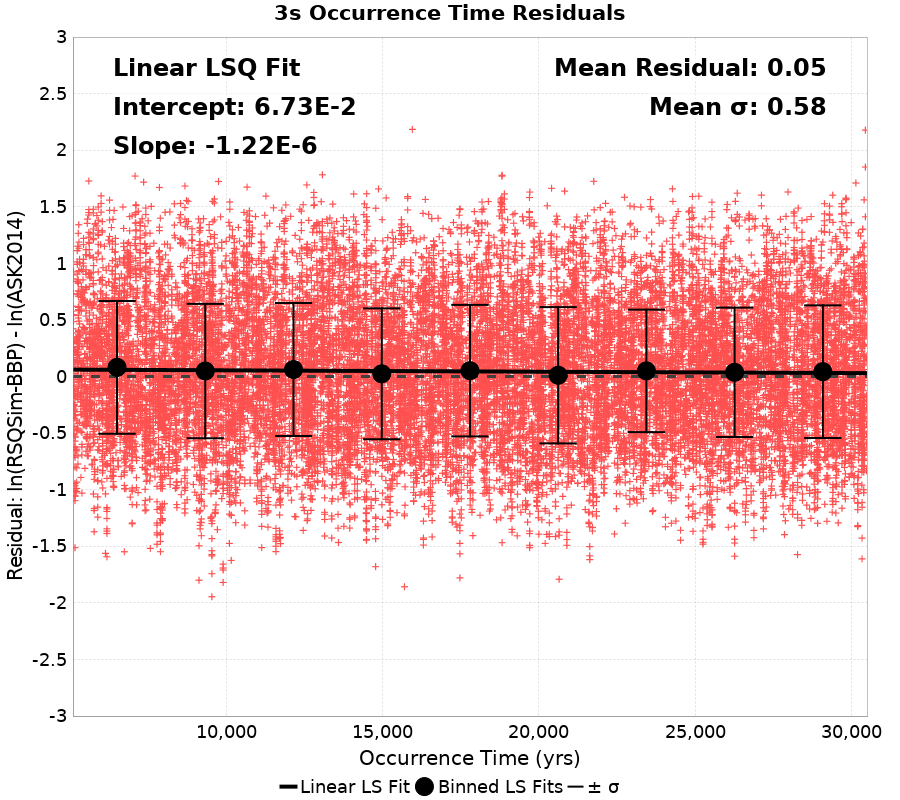 3s Occurrence Time Residuals
Linear LSQ Fit
Intercept: 6.73E-2
Slope: -1.22E-6
Mean Residual: 0.05
Mean σ: 0.58
Residual: ln(RSQSim-BBP) - ln(ASK2014)
3
2.5
2
1.5
1
0.5
0
-0.5
-1
-1.5
-2
-2.5
-3
10,000 15,000 20,000 25,000 30,000
Occurrence Time (yrs)
Linear LS Fit Binned LS Fits ± σ